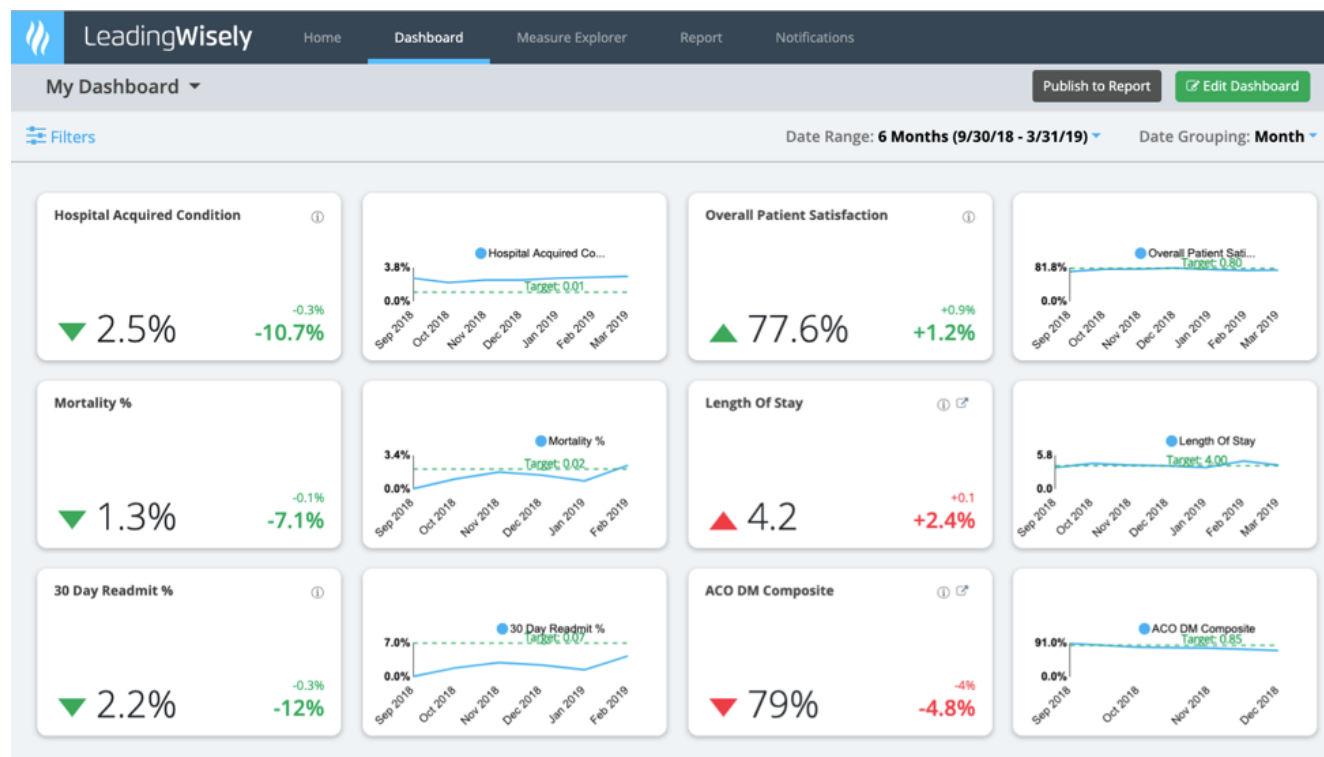 LeadingWisely Home Dashboard Measure Explorer Report Notifications
My Dashboard Publish to Report Edit Dashboard
Filters Date Range: 6 Months (9/30/18 - 3/31/19) Date Grouping: Month
Hospital Acquired Condition
2.5%
-0.3%
-10.7%
Hospital Acquired Co...
3.8%
Target: 0.01
0.0%
Sep 2018 Oct 2018 Nov 2018 Dec 2018 Jan 2019 Feb 2019 Mar 2019
Overall Patient Satisfaction
77.6%
+0.9%
+1.2%
Overall Patient Sati...
Target: 0.80
81.8%
0.0%
Sep 2018 Oct 2018 Nov 2018 Dec 2018 Jan 2019 Feb 2019 Mar 2019
Mortality %
1.3%
-0.1%
-7.1%
Mortality %
3.4%
Target: 0.02
0.0%
Sep 2018 Oct 2018 Nov 2018 Dec 2018 Jan 2019 Feb 2019
Length Of Stay
4.2
+0.1
+2.4%
Length Of Stay
5.8
Target: 4.00
0.0
Sep 2018 Oct 2018 Nov 2018 Dec 2018 Jan 2019 Feb 2019 Mar 2019
30 Day Readmit %
2.2%
-0.3%
-12%
30 Day Readmit %
Target: 0.07
7.0%
0.0%
Sep 2018 Oct 2018 Nov 2018 Dec 2018 Jan 2019 Feb 2019
ACO DM Composite
79%
-4%
-4.8%
ACO DM Composite
Target: 0.85
91.0%
0.0%
Sep 2018 Oct 2018 Nov 2018 Dec 2018